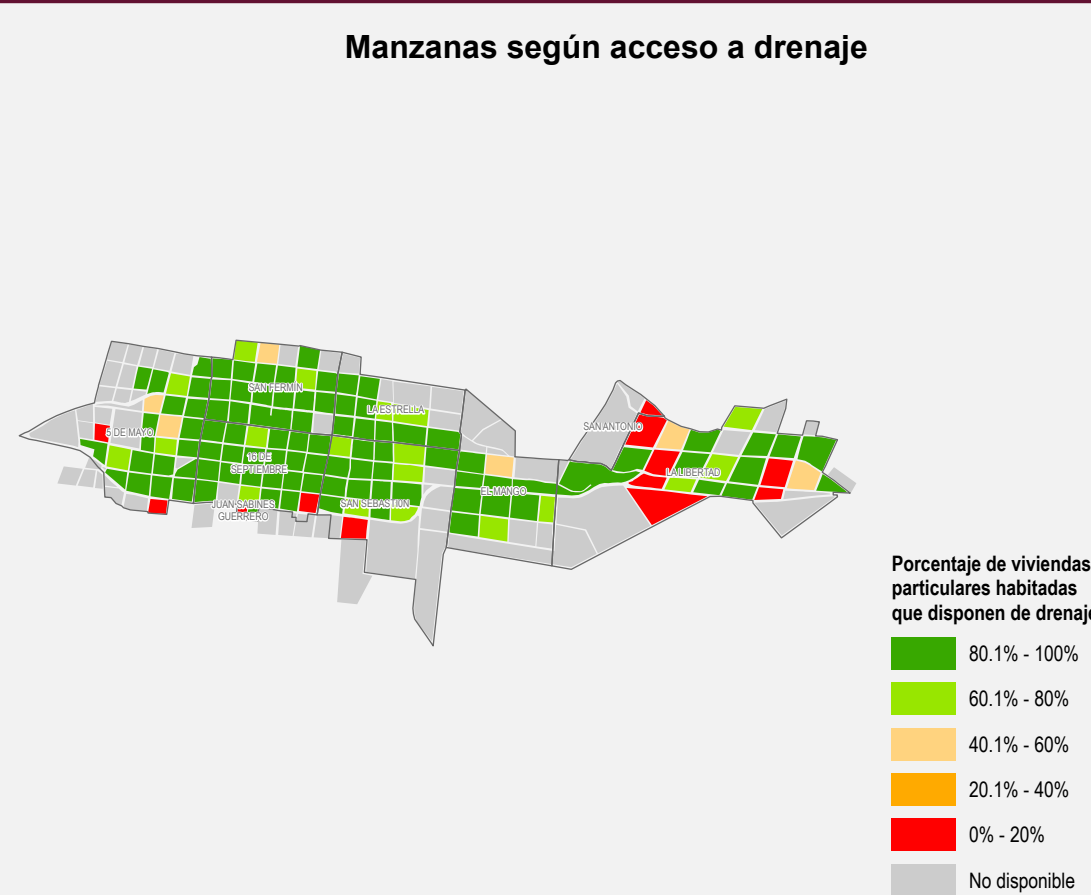 Manzanas según acceso a drenaje
SAN FERMÍN
LA ESTRELLA
5 DE MAYO
SAN ANTONIO
16 DE
SEPTIEMBRE
LA LIBERTAD
EL MANGO
JUAN SABINES
GUERRERO
SAN SEBASTIÓN
Porcentaje de viviendas
particulares habitadas
que disponen de drenaje
80.1% - 100%
60.1% - 80%
40.1% - 60%
20.1% - 40%
0% - 20%
No disponible